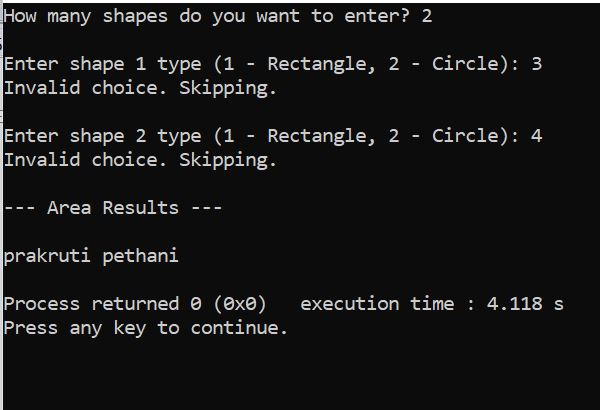 How many shapes do you want to enter? 2
Enter shape 1 type (1 - Rectangle, 2 - Circle): 3
Invalid choice. Skipping.
Enter shape 2 type (1 - Rectangle, 2 - Circle): 4
Invalid choice. Skipping.
--- Area Results ---
prakruti pethani
Process returned 0 (0x0)   execution time : 4.118 s
Press any key to continue.